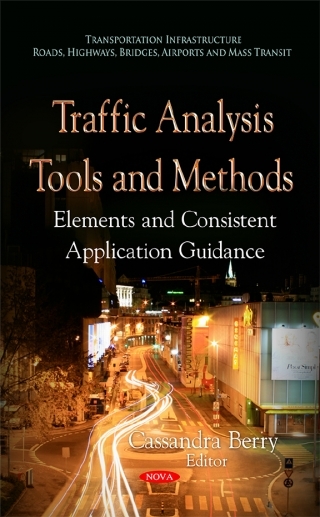 Transportation Infrastructure
Roads, Highways, Bridges, Airports and Mass Transit
Traffic Analysis
Tools and Methods
Elements and Consistent
Application Guidance
Cassandra Berry
Editor
NOVA